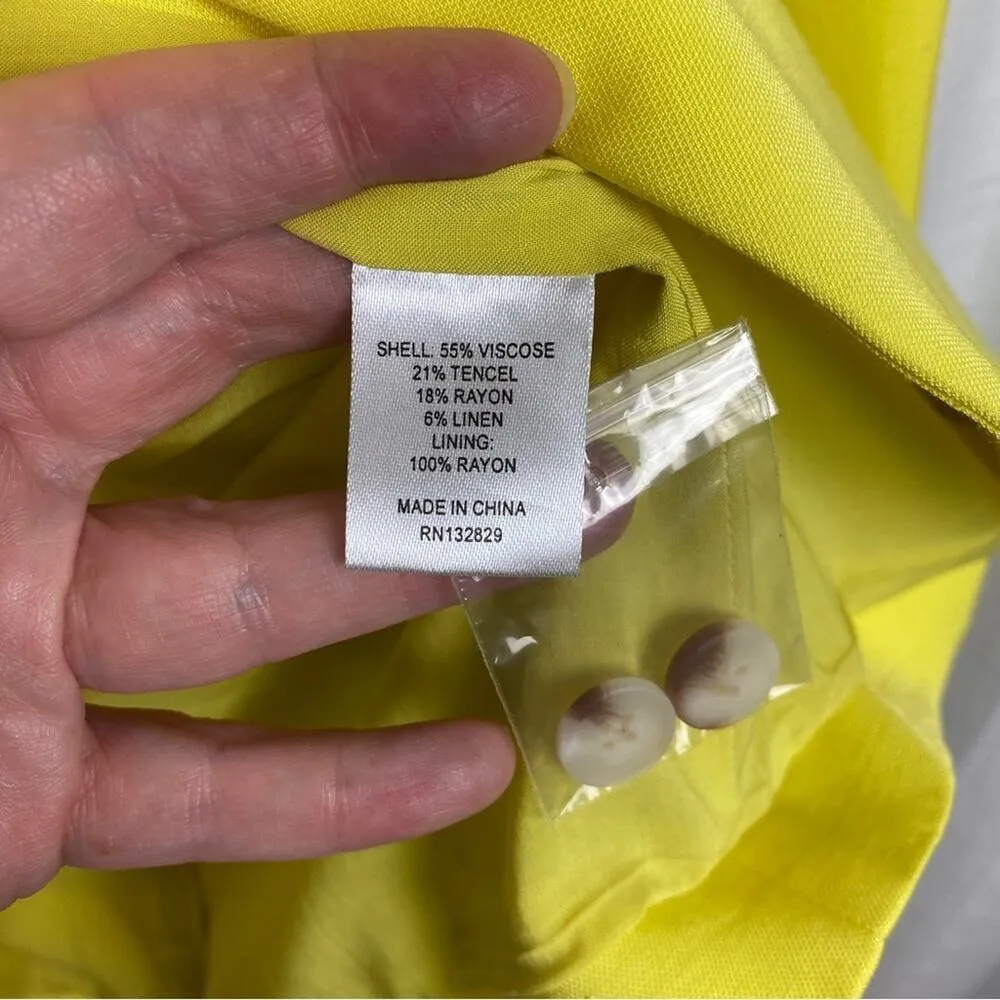 SHELL: 55% VISCOSE
21% TENCEL
18% RAYON
6% LINEN
LINING:
100% RAYON
MADE IN CHINA
RN132829